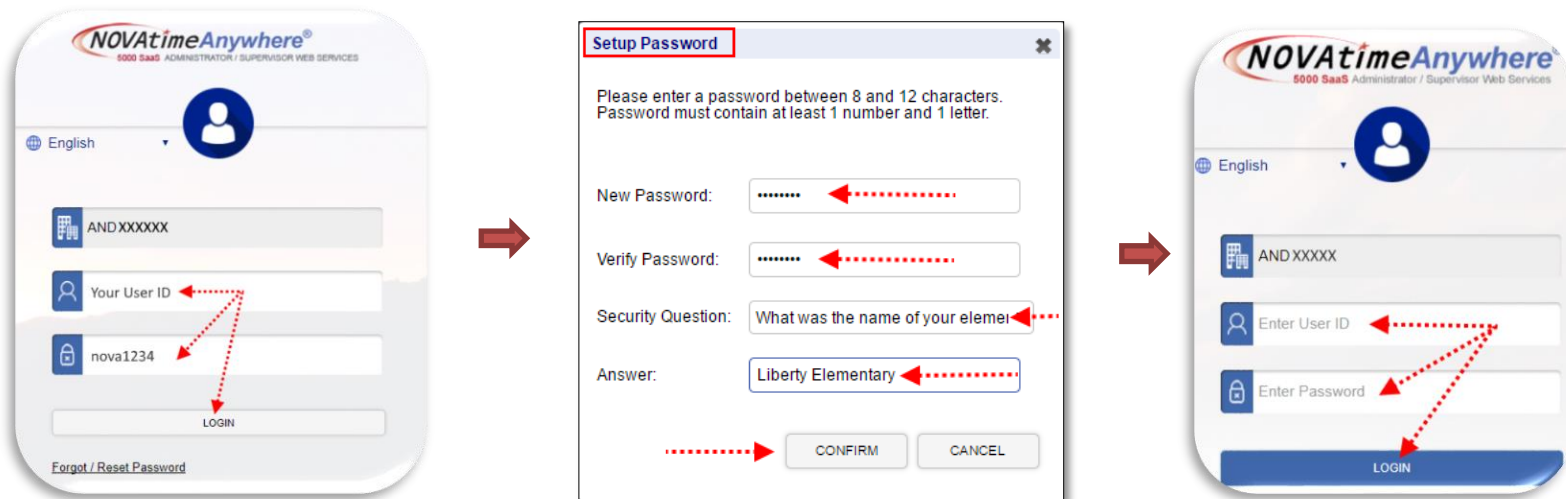 NOVAtimeAnywhere®
5000 SaaS ADMINISTRATOR / SUPERVISOR WEB SERVICES
English
AND XXXXXX
Your User ID
nova1234
LOGIN
Forgot / Reset Password
Setup Password
Please enter a password between 8 and 12 characters.
Password must contain at least 1 number and 1 letter.
New Password:
••••••••
Verify Password:
••••••••
Security Question:
What was the name of your elemen
Answer:
Liberty Elementary
CONFIRM
CANCEL
NOVAtimeAnywhere®
5000 SaaS Administrator / Supervisor Web Services
English
AND XXXXX
Enter User ID
Enter Password
LOGIN